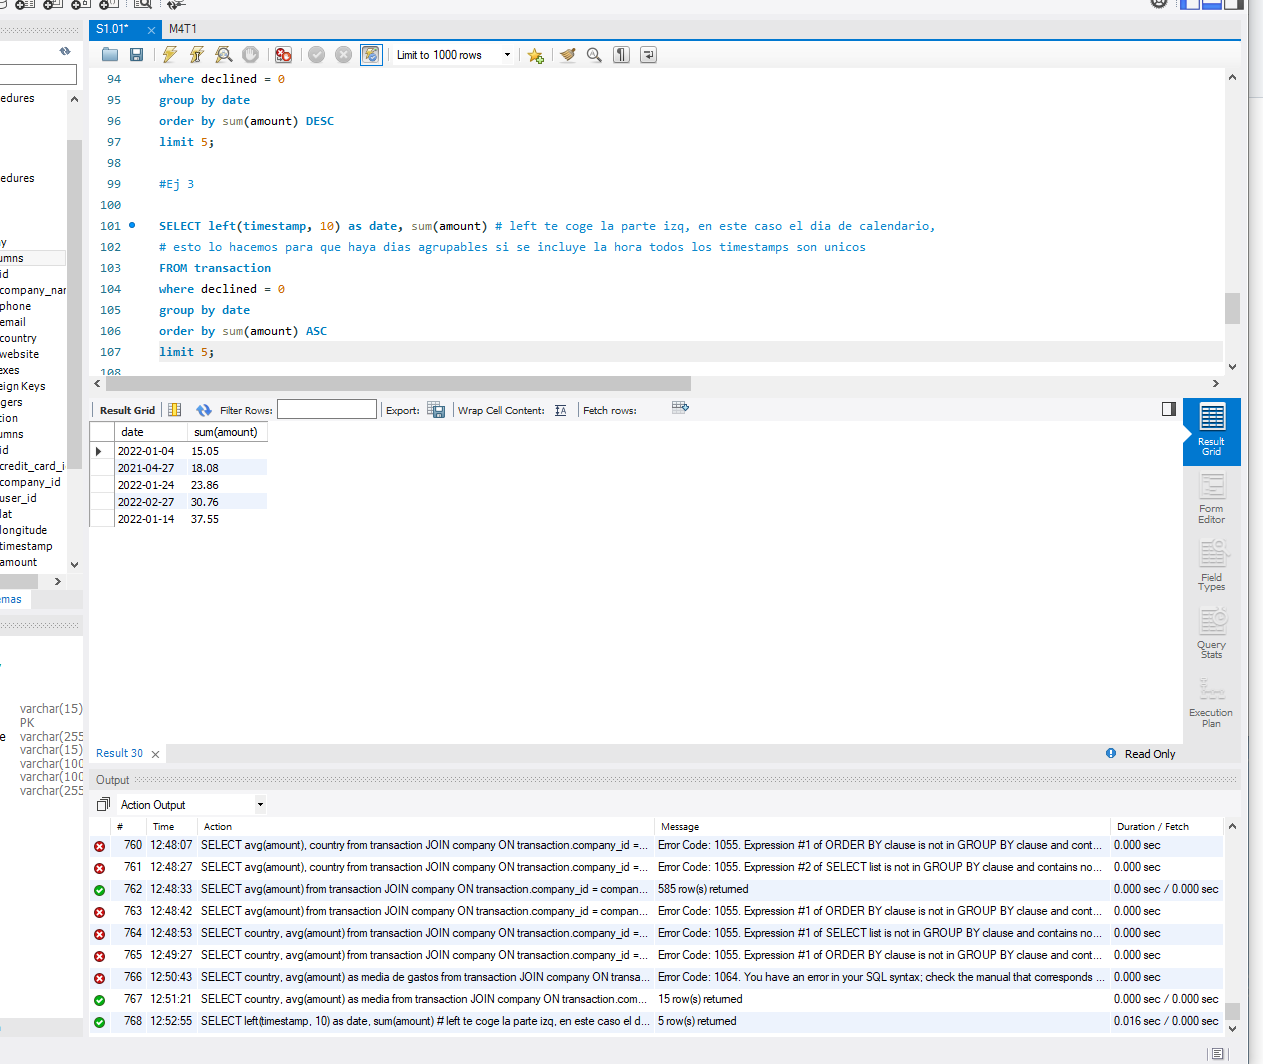 S1.01*
M4T1
Limit to 1000 rows
94 where declined = 0
95 group by date
96 order by sum(amount) DESC
97 limit 5;
98
99 #Ej 3
100
101 SELECT left(timestamp, 10) as date, sum(amount) # left te coge la parte izq, en este caso el dia de calendario,
102 # esto lo hacemos para que haya días agrupables si se incluye la hora todos los timestamps son unicos
103 FROM transaction
104 where declined = 0
105 group by date
106 order by sum(amount) ASC
107 limit 5;
108
edures
edures
y
umns
id
company_nar
phone
email
country
website
exes
eign Keys
gers
tion
umns
id
credit_card_i
company_id
user_id
lat
longitude
timestamp
amount
emas
varchar(15)
PK
e varchar(255
varchar(15)
varchar(100
varchar(100
varchar(255
Result Grid Filter Rows: Export: Wrap Cell Content: Fetch rows:
date sum(amount)
2022-01-04 15.05
2021-04-27 18.08
2022-01-24 23.86
2022-02-27 30.76
2022-01-14 37.55
Result
Grid
Form
Editor
Field
Types
Query
Stats
Execution
Plan
Result 30
Read Only
Output
Action Output
# Time Action Message Duration / Fetch
760 12:48:07 SELECT avg(amount), country from transaction JOIN company ON transaction.company_id =... Error Code: 1055. Expression #1 of ORDER BY clause is not in GROUP BY clause and cont... 0.000 sec
761 12:48:27 SELECT avg(amount), country from transaction JOIN company ON transaction.company_id =... Error Code: 1055. Expression #2 of SELECT list is not in GROUP BY clause and contains no... 0.000 sec
762 12:48:33 SELECT avg(amount) from transaction JOIN company ON transaction.company_id = compan... 585 row(s) returned 0.000 sec / 0.000 sec
763 12:48:42 SELECT avg(amount) from transaction JOIN company ON transaction.company_id = compan... Error Code: 1055. Expression #1 of ORDER BY clause is not in GROUP BY clause and cont... 0.000 sec
764 12:48:53 SELECT country, avg(amount) from transaction JOIN company ON transaction.company_id =... Error Code: 1055. Expression #1 of SELECT list is not in GROUP BY clause and contains no... 0.000 sec
765 12:49:27 SELECT country, avg(amount) from transaction JOIN company ON transaction.company_id =... Error Code: 1055. Expression #1 of ORDER BY clause is not in GROUP BY clause and cont... 0.000 sec
766 12:50:43 SELECT country, avg(amount) as media de gastos from transaction JOIN company ON transa... Error Code: 1064. You have an error in your SQL syntax; check the manual that corresponds ... 0.000 sec
767 12:51:21 SELECT country, avg(amount) as media from transaction JOIN company ON transaction.com... 15 row(s) returned 0.000 sec / 0.000 sec
768 12:52:55 SELECT left(timestamp, 10) as date, sum(amount) # left te coge la parte izq, en este caso el d... 5 row(s) returned 0.016 sec / 0.000 sec